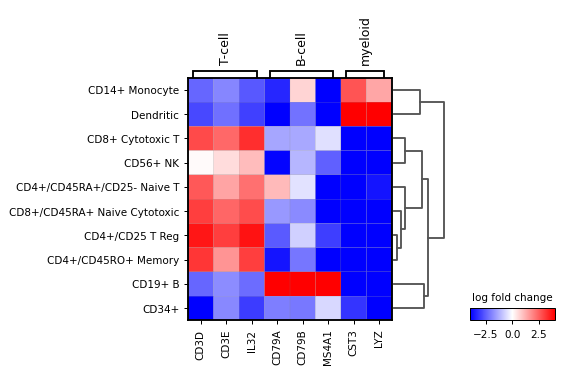 T-cell
B-cell
myeloid
CD14+ Monocyte
Dendritic
CD8+ Cytotoxic T
CD56+ NK
CD4+/CD45RA+/CD25- Naive T
CD8+/CD45RA+ Naive Cytotoxic
CD4+/CD25 T Reg
CD4+/CD45RO+ Memory
CD19+ B
CD34+
CD3D
CD3E
IL32
CD79A
CD79B
MS4A1
CST3
LYZ
log fold change
−2.5 0.0 2.5